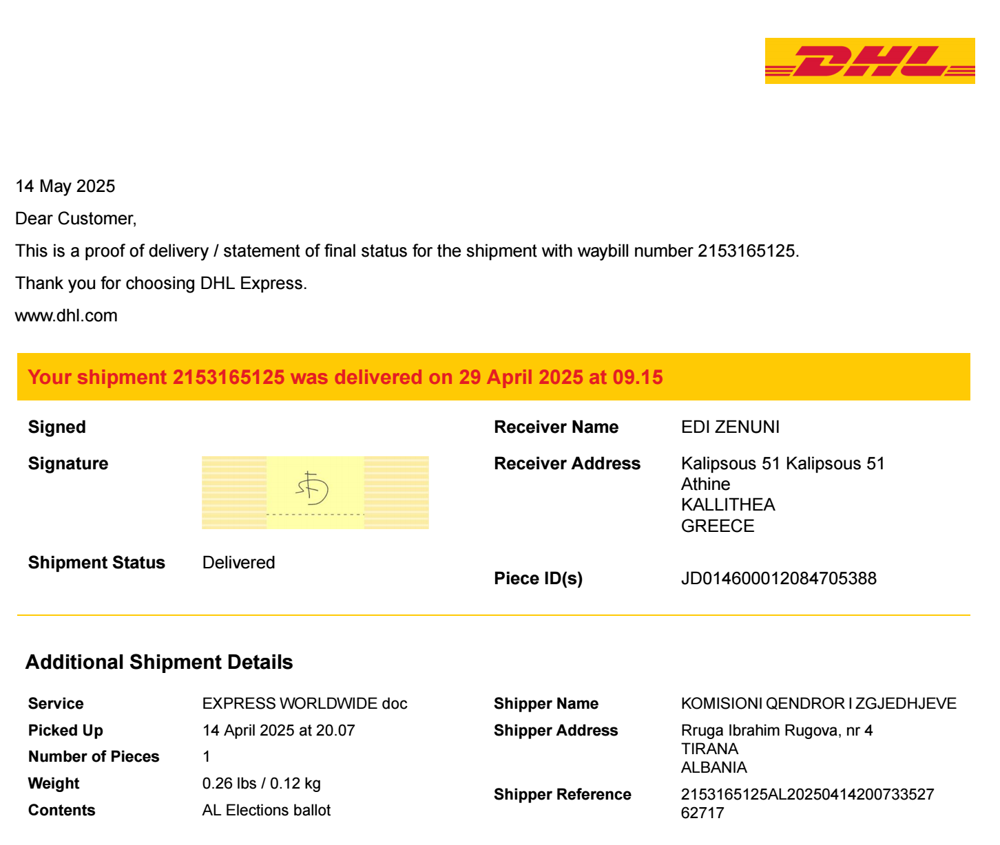 DHL
14 May 2025
Dear Customer,
This is a proof of delivery / statement of final status for the shipment with waybill number 2153165125.
Thank you for choosing DHL Express.
www.dhl.com
Your shipment 2153165125 was delivered on 29 April 2025 at 09.15
Signed
Signature
Shipment Status Delivered
Receiver Name EDI ZENUNI
Receiver Address Kalipsous 51 Kalipsous 51
Athine
KALLITHEA
GREECE
Piece ID(s) JD014600012084705388
Additional Shipment Details
Service EXPRESS WORLDWIDE doc
Picked Up 14 April 2025 at 20.07
Number of Pieces 1
Weight 0.26 lbs / 0.12 kg
Contents AL Elections ballot
Shipper Name KOMISIONI QENDROR I ZGJEDHJEVE
Shipper Address Rruga Ibrahim Rugova, nr 4
TIRANA
ALBANIA
Shipper Reference 2153165125AL20250414200733527
62717